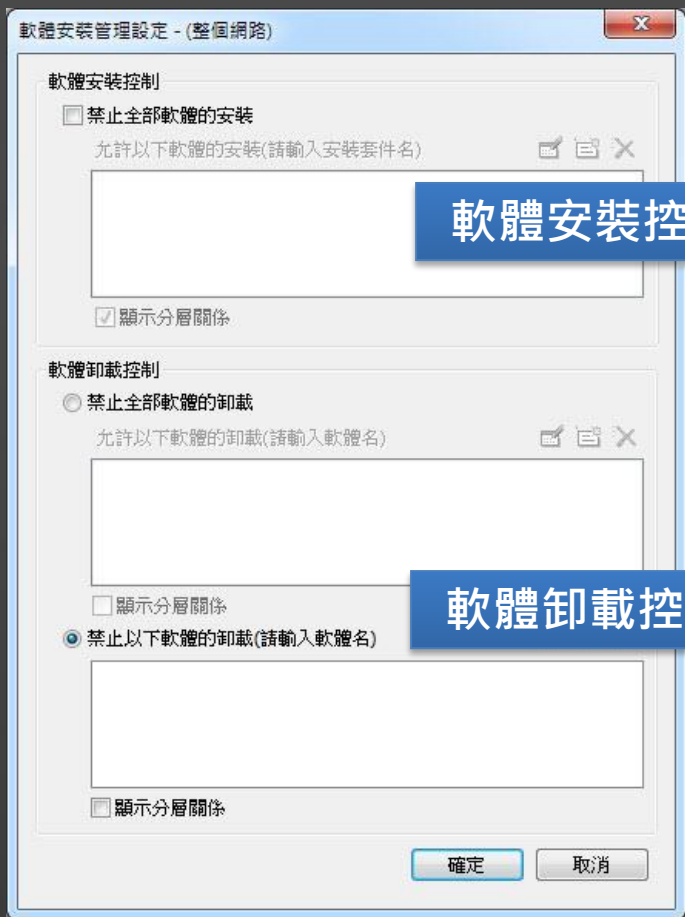 軟體安裝管理設定 - (整個網路)
軟體安裝控制
禁止全部軟體的安裝
允許以下軟體的安裝(請輸入安裝套件名)
軟體安裝控
顯示分層關係
軟體卸載控制
禁止全部軟體的卸載
允許以下軟體的卸載(請輸入軟體名)
顯示分層關係
軟體卸載控
禁止以下軟體的卸載(請輸入軟體名)
顯示分層關係
確定
取消